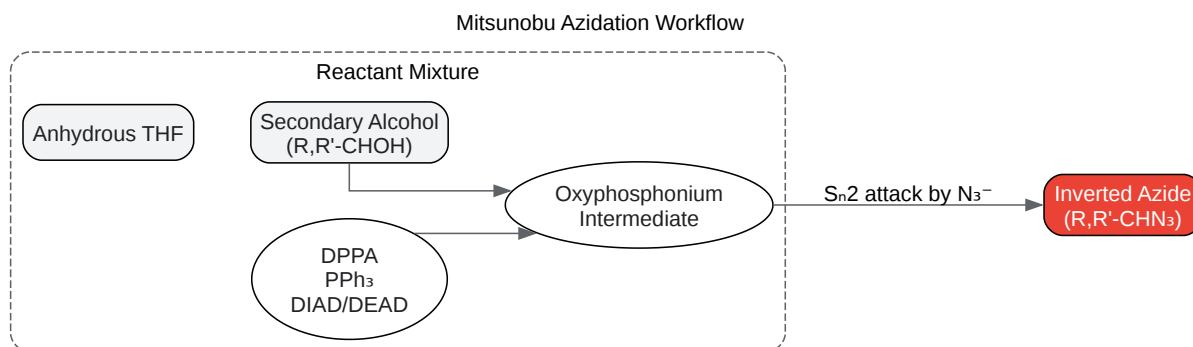 Mitsunobu Azidation Workflow
Reactant Mixture
Anhydrous THF
Secondary Alcohol
(R,R'-CHOH)
Oxyphosphonium
Intermediate
Sₙ2 attack by N₃⁻
Inverted Azide
(R,R'-CHN₃)
DPPA
PPh₃
DIAD/DEAD